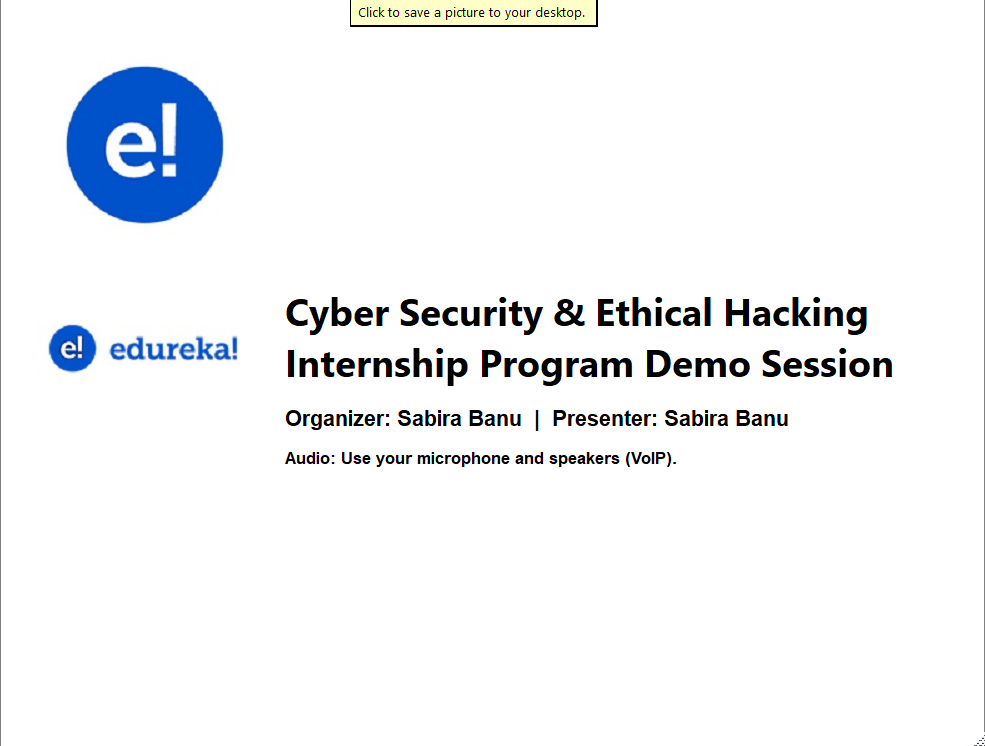 Click to save a picture to your desktop.
e!
e! edureka!
Cyber Security & Ethical Hacking
Internship Program Demo Session
Organizer: Sabira Banu | Presenter: Sabira Banu
Audio: Use your microphone and speakers (VoIP).